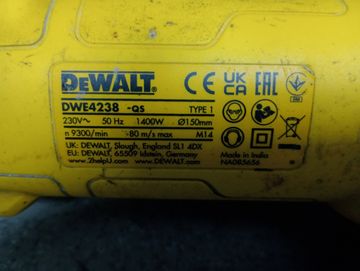 DEWALT® CE UK CA EAC
DWE4238 -QS TYPE 1
230V~ 50 Hz 1400W Ø150mm
n 9300/min -80 m/s max M14
UK: DEWALT, Slough, England SL1 4DX
EU: DEWALT, 65509 Idstein, Germany
www.2helpU.com Made in India
NA085656